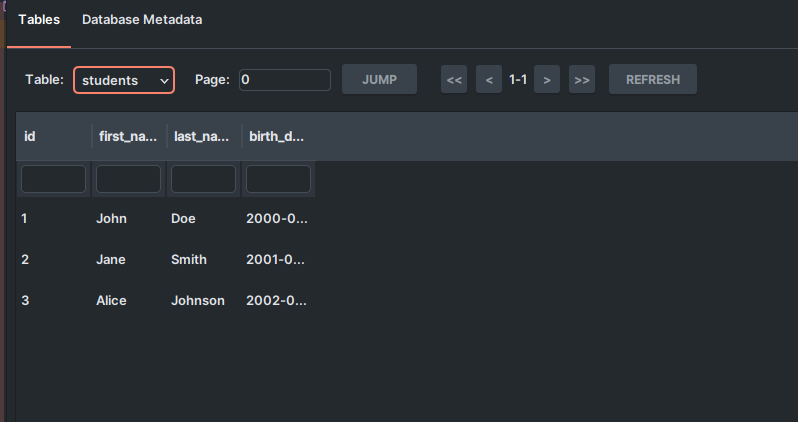 Tables Database Metadata
Table: students Page: 0 JUMP << < 1-1 > >> REFRESH
id first_na... last_na... birth_d...
1 John Doe 2000-0...
2 Jane Smith 2001-0...
3 Alice Johnson 2002-0...